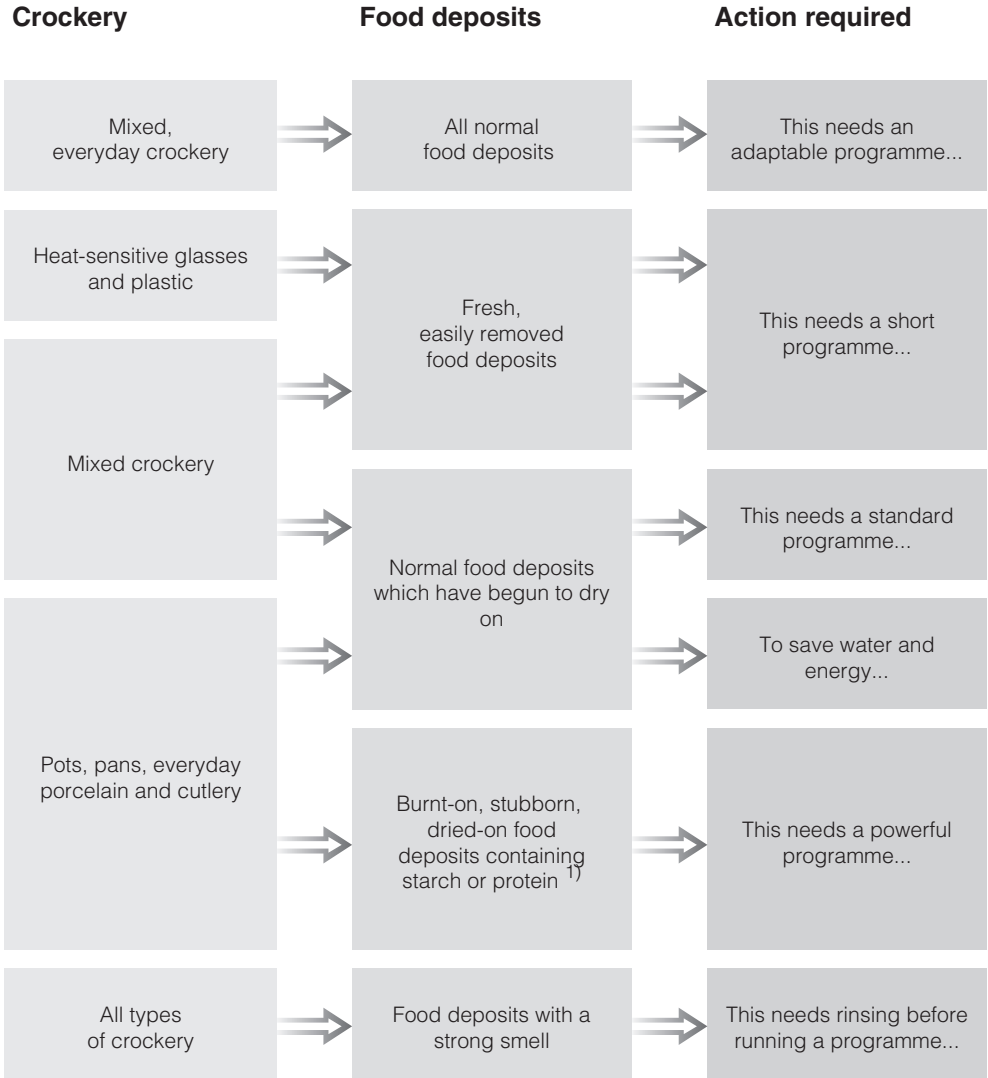 Crockery
Food deposits
Action required
Mixed,
everyday crockery
All normal
food deposits
This needs an
adaptable programme...
Heat-sensitive glasses
and plastic
Fresh,
easily removed
food deposits
This needs a short
programme...
Mixed crockery
Normal food deposits
which have begun to dry
on
This needs a standard
programme...
To save water and
energy...
Pots, pans, everyday
porcelain and cutlery
Burnt-on, stubborn,
dried-on food
deposits containing
starch or protein 1)
This needs a powerful
programme...
All types
of crockery
Food deposits with a
strong smell
This needs rinsing before
running a programme...